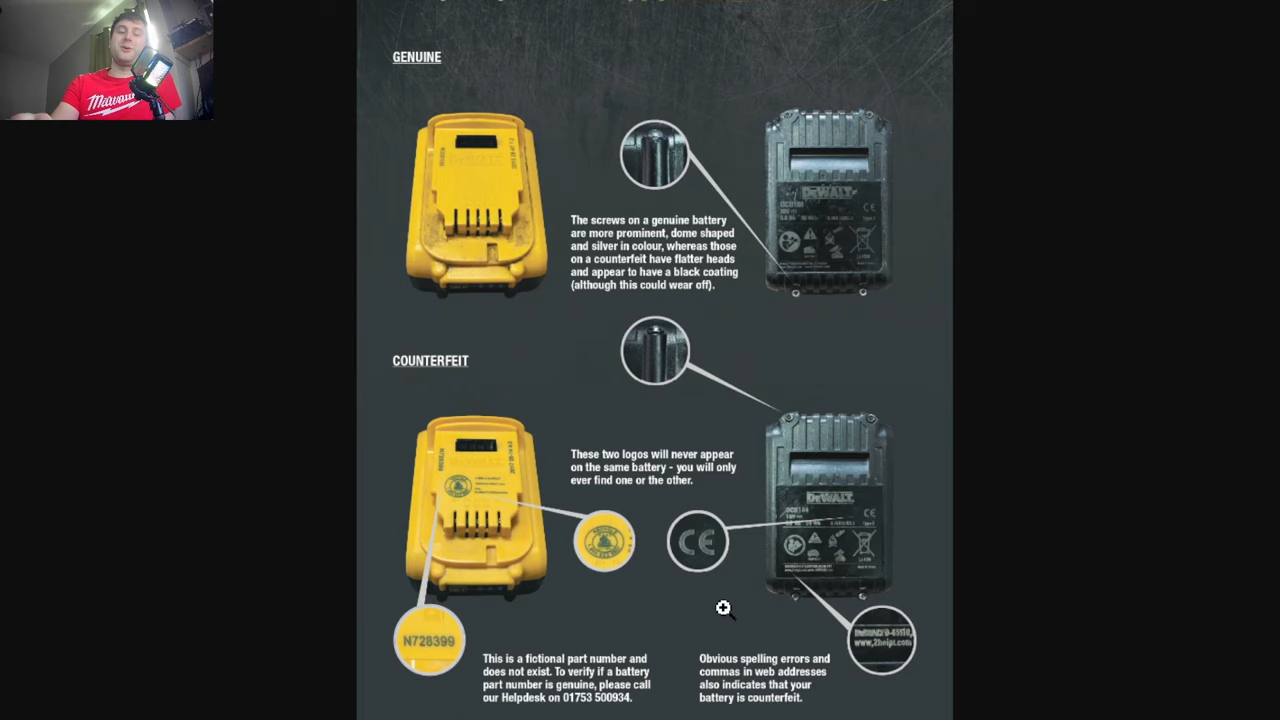 GENUINE
Milwaukee
The screws on a genuine battery
are more prominent, dome shaped
and silver in colour, whereas those
on a counterfeit have flatter heads
and appear to have a black coating
(although this could wear off).
DEWALT
CE
COUNTERFEIT
These two logos will never appear
on the same battery - you will only
ever find one or the other.
N728399
DEWALT
CE
CE
N728399
This is a fictional part number and
does not exist. To verify if a battery
part number is genuine, please call
our Helpdesk on 01753 500934.
Obvious spelling errors and
commas in web addresses
also indicates that your
battery is counterfeit.